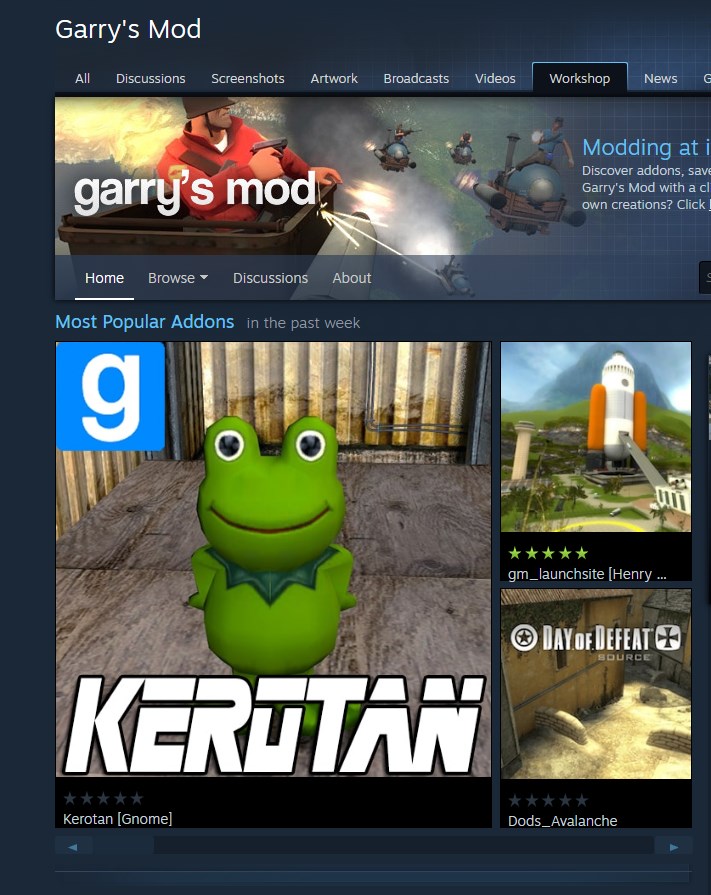 Garry's Mod
All Discussions Screenshots Artwork Broadcasts Videos Workshop News G
garry's mod
Modding at i
Discover addons, save
Garry's Mod with a cl
own creations? Click
Home Browse Discussions About
Most Popular Addons in the past week
g
KEROTAN
Kerotan [Gnome]
gm_launchsite [Henry ...
DAY OF DEFEAT
SOURCE
Dods_Avalanche